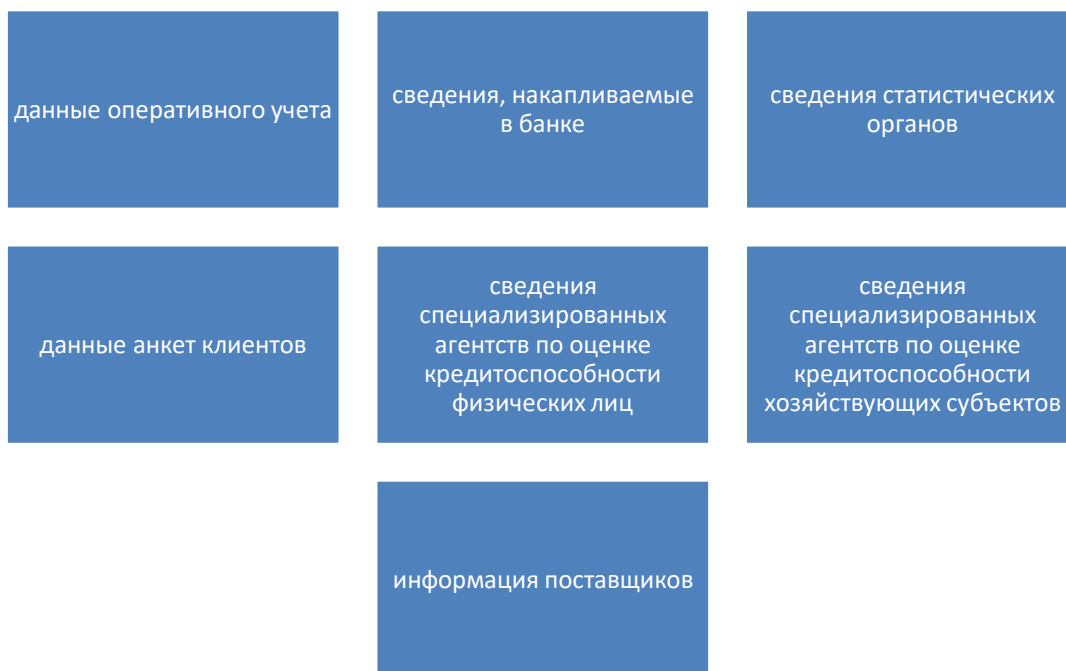 данные оперативного учета
сведения, накапливаемые
в банке
сведения статистических
органов
данные анкет клиентов
сведения
специализированных
агентств по оценке
кредитоспособности
физических лиц
сведения
специализированных
агентств по оценке
кредитоспособности
хозяйствующих субъектов
информация поставщиков